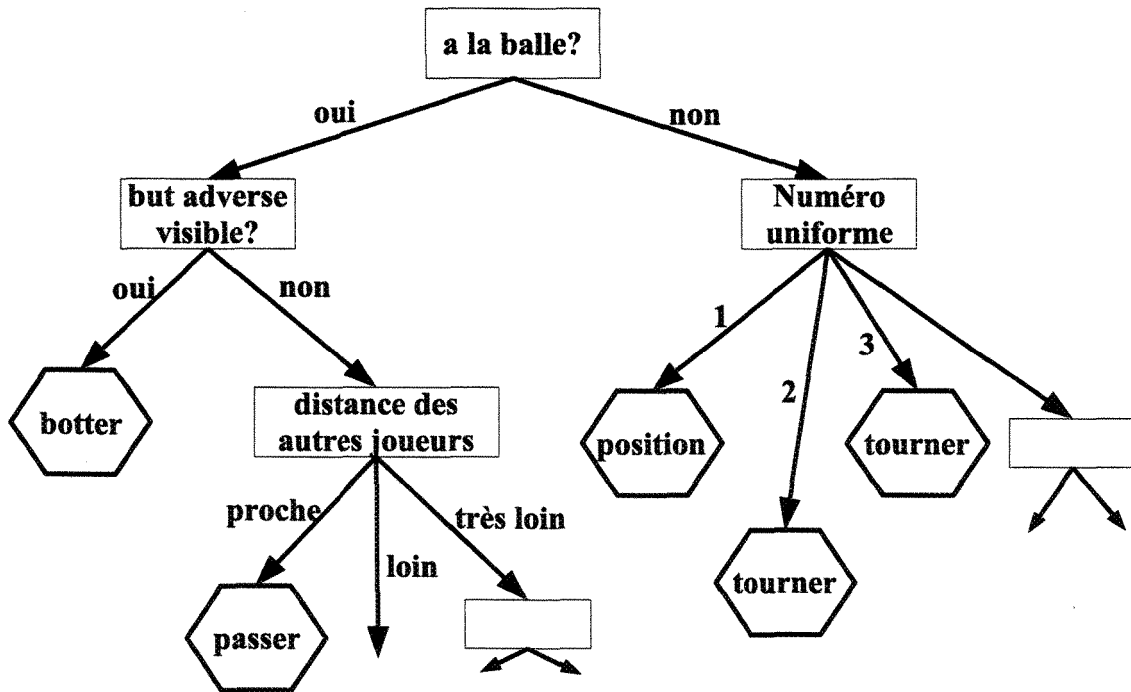 a la balle?
oui
non
but adverse
visible?
Numéro
uniforme
oui
non
1
2
3
botter
distance des
autres joueurs
position
tourner
proche
loin
très loin
tourner
passer